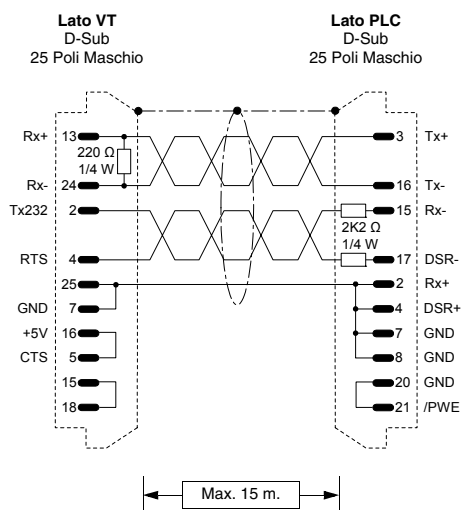 Lato VT
D-Sub
25 Poli Maschio
Lato PLC
D-Sub
25 Poli Maschio
Rx+ 13
3 Tx+
220 Ω
1/4 W
Rx- 24
16 Tx-
Tx232 2
15 Rx-
2K2 Ω
1/4 W
RTS 4
17 DSR-
25
2 Rx+
GND 7
4 DSR+
+5V 16
7 GND
CTS 5
8 GND
15
20 GND
18
21 /PWE
Max. 15 m.